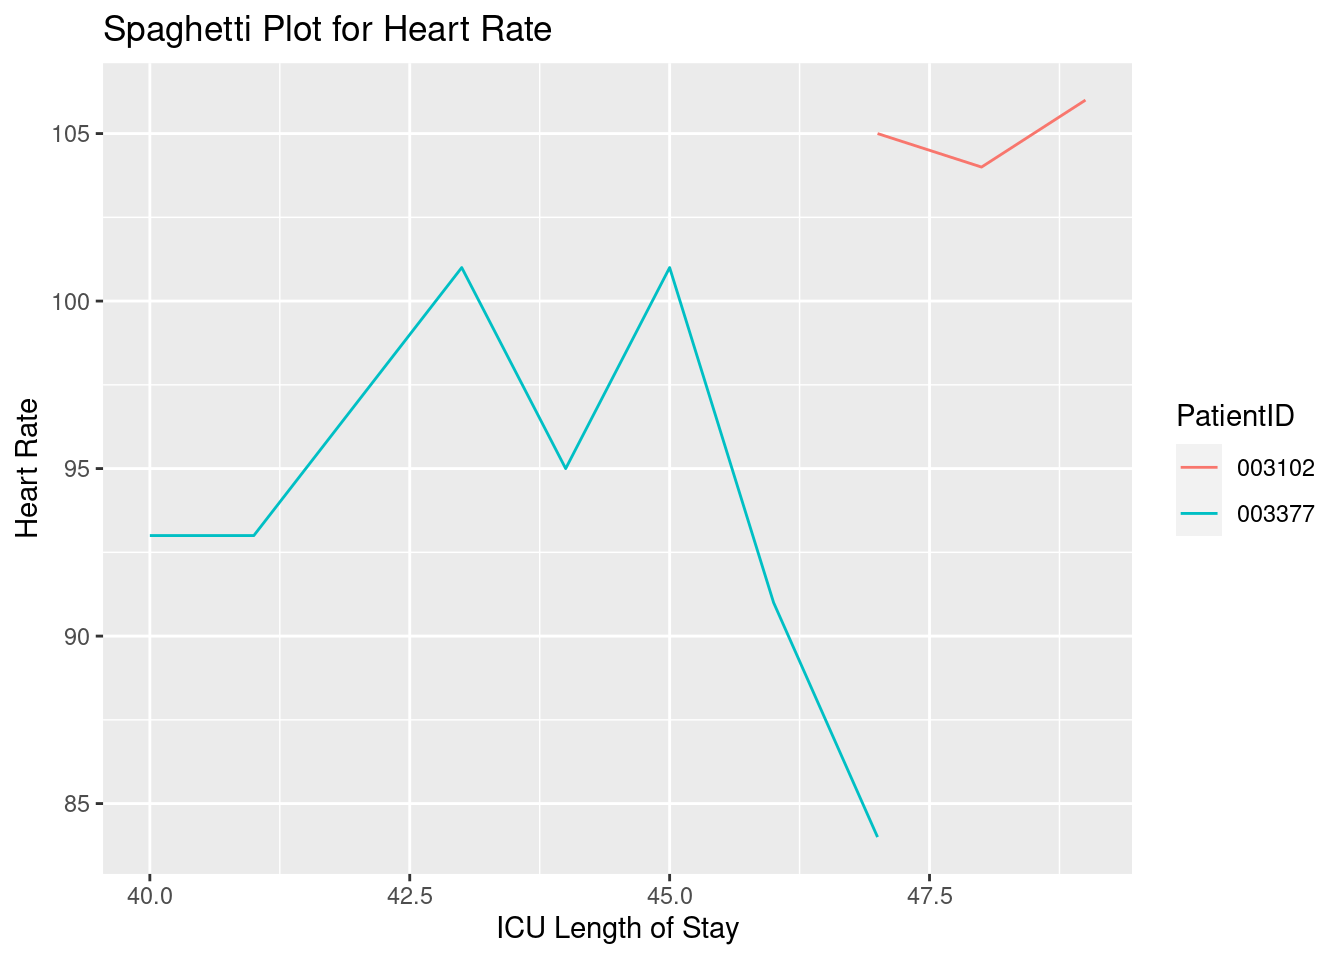 Spaghetti Plot for Heart Rate
105
100
95
90
85
Heart Rate
40.0 42.5 45.0 47.5
ICU Length of Stay
PatientID
003102
003377